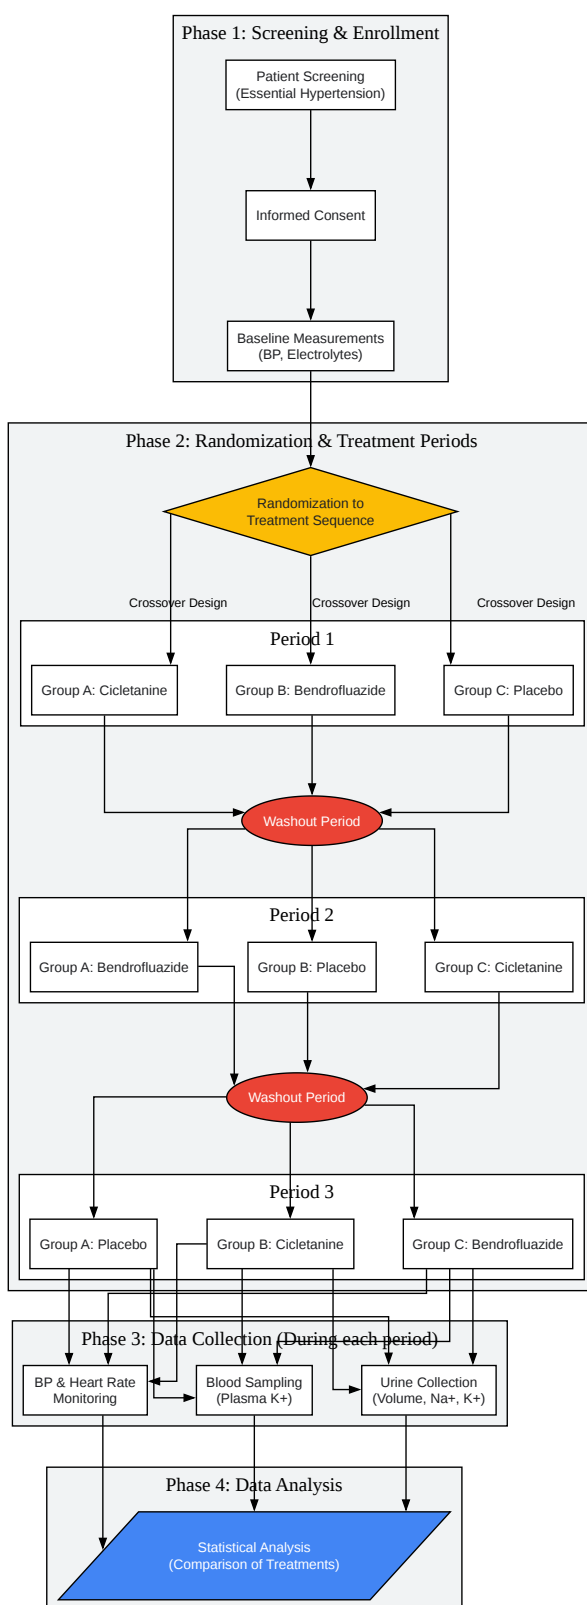 Phase 1: Screening & Enrollment
Patient Screening
(Essential Hypertension)
Informed Consent
Baseline Measurements
(BP, Electrolytes)
Phase 2: Randomization & Treatment Periods
Randomization to
Treatment Sequence
Crossover Design
Crossover Design
Crossover Design
Period 1
Group A: Cicletanine
Group B: Bendrofluazide
Group C: Placebo
Washout Period
Period 2
Group A: Bendrofluazide
Group B: Placebo
Group C: Cicletanine
Washout Period
Period 3
Group A: Placebo
Group B: Cicletanine
Group C: Bendrofluazide
Phase 3: Data Collection (During each period)
BP & Heart Rate
Monitoring
Blood Sampling
(Plasma K+)
Urine Collection
(Volume, Na+, K+)
Phase 4: Data Analysis
Statistical Analysis
(Comparison of Treatments)